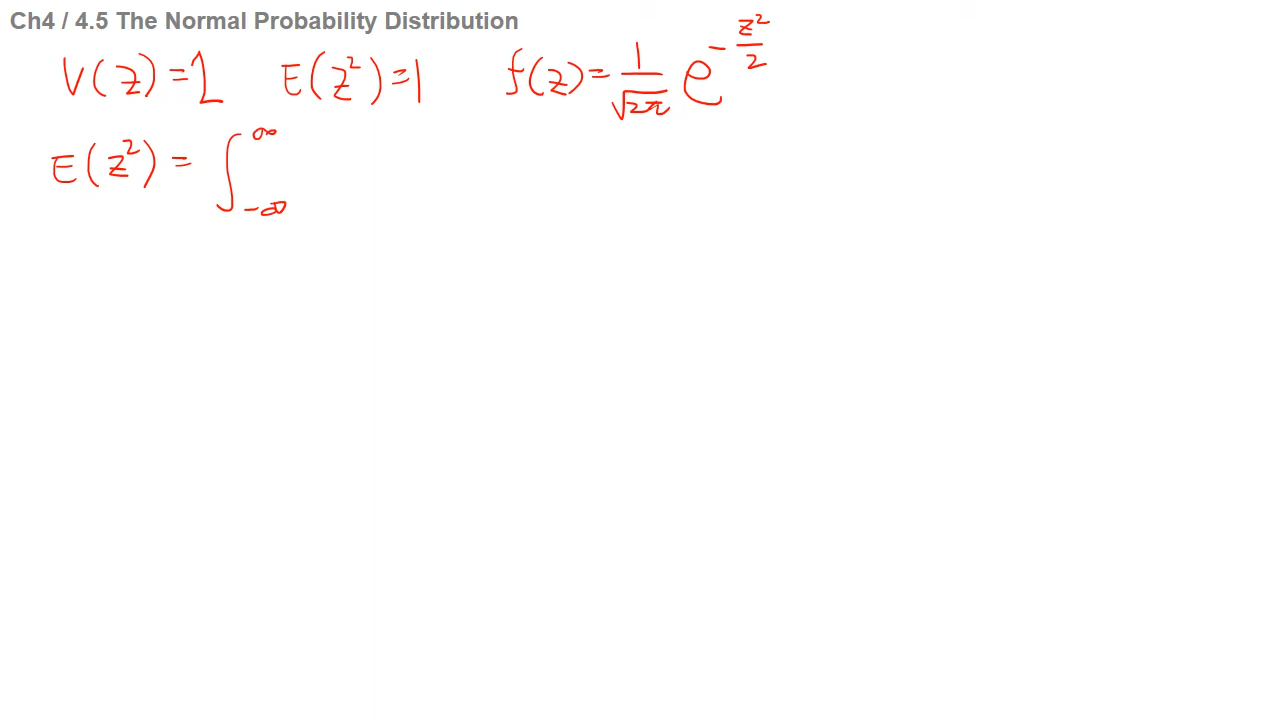 Ch4 / 4.5 The Normal Probability Distribution
V(z)=1 E(z²)=1 f(z)=1/√2π e^(-z²/2)
E(z²) = ∫_{-∞}^{∞}